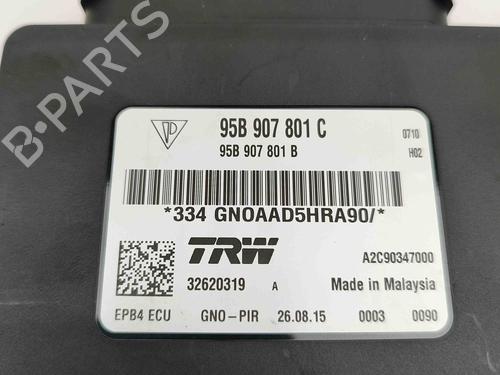 95B 907 801 C
0710
95B 907 801 B
H02
*334 GNOAAD5HRA90/*
TRW
A2C90347000
32620319 A
Made in Malaysia
EPB4 ECU GNO-PIR 26.08.15 0003 0090
B-PARTS